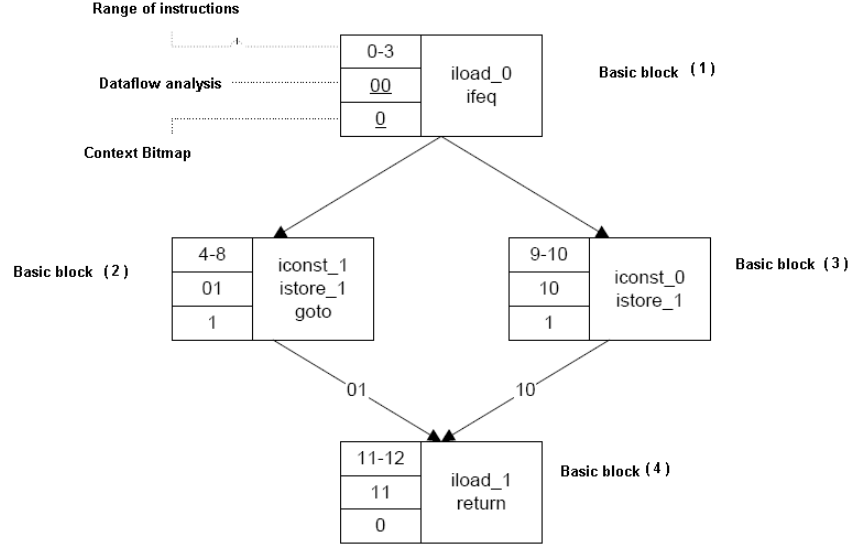 Range of instructions
0-3
iload_0
ifeq
Basic block (1)
Dataflow analysis
00
0
Context Bitmap
Basic block (2)
4-8
01
1
iconst_1
istore_1
goto
9-10
10
1
iconst_0
istore_1
Basic block (3)
01
10
11-12
11
0
iload_1
return
Basic block (4)